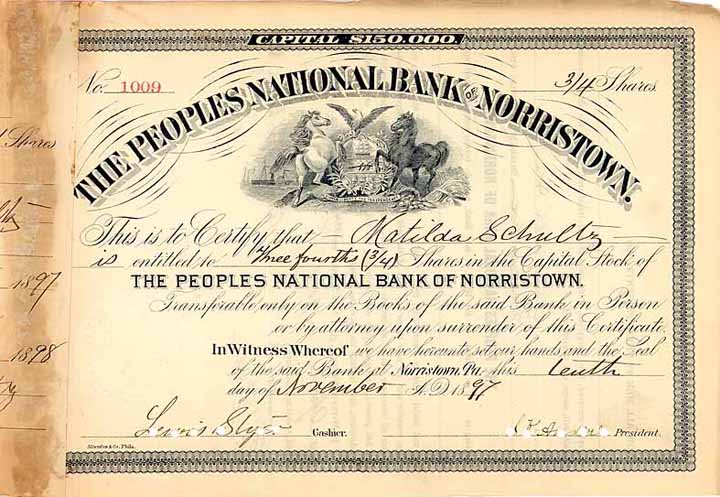 CAPITAL $150,000.
No. 1009
3/4 Shares.
THE PEOPLES NATIONAL BANK OF NORRISTOWN.
This is to Certify that Matilda Schultz
is entitled to Three fourths (3/4) Shares in the Capital Stock of
THE PEOPLES NATIONAL BANK OF NORRISTOWN.
Transferable only on the Books of the said Bank in Person
or by attorney upon surrender of this Certificate.
In Witness Whereof we have hereunto set our hands and the Seal
of the said Bank at Norristown, Pa. this tenth
day of November A.D. 1897
Cashier.
President.
Shares
1897
1898